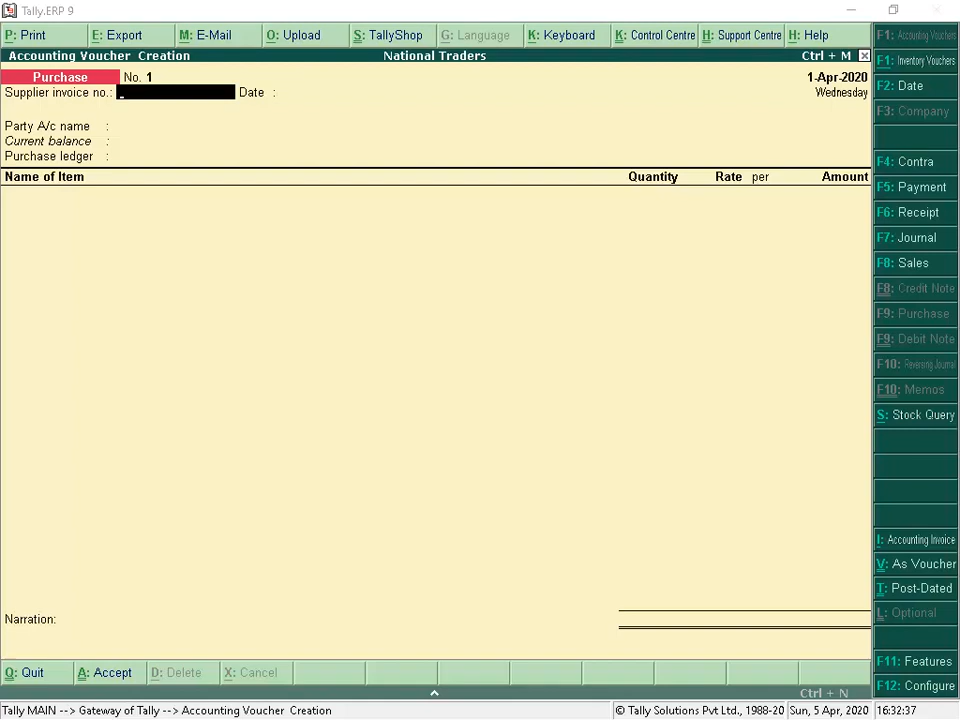 Tally.ERP 9
P: Print E: Export M: E-Mail O: Upload S: TallyShop G: Language K: Keyboard K: Control Centre H: Support Centre H: Help
Accounting Voucher Creation National Traders Ctrl + M
Purchase No. 1 1-Apr-2020
Supplier invoice no.: Date : Wednesday
Party A/c name :
Current balance :
Purchase ledger :
Name of Item Quantity Rate per Amount
Narration:
F1: Accounting Vouchers
F1: Inventory Vouchers
F2: Date
F3: Company
F4: Contra
F5: Payment
F6: Receipt
F7: Journal
F8: Sales
F8: Credit Note
F9: Purchase
F9: Debit Note
F10: Reversing Journal
F10: Memos
S: Stock Query
I: Accounting Invoice
V: As Voucher
T: Post-Dated
L: Optional
F11: Features
F12: Configure
Q: Quit A: Accept D: Delete X: Cancel
Ctrl + N
Tally MAIN --> Gateway of Tally --> Accounting Voucher Creation © Tally Solutions Pvt Ltd., 1988-20 Sun, 5 Apr, 2020 16:32:37